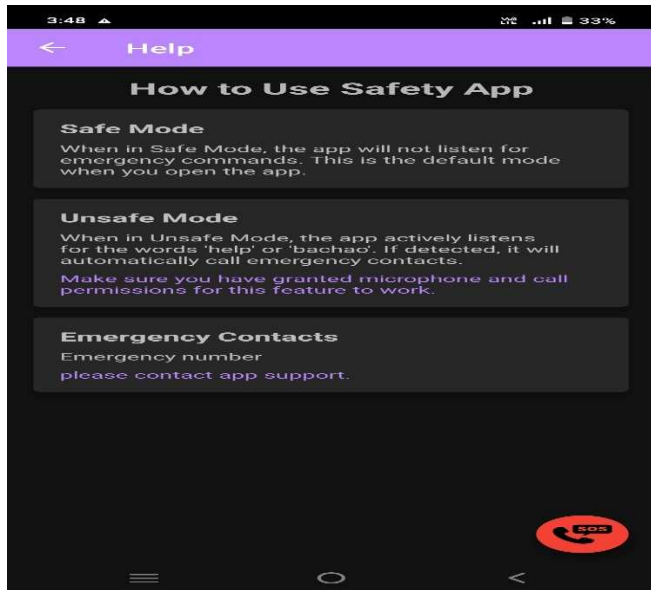 3:48
VoLTE 33%
Help
How to Use Safety App
Safe Mode
When in Safe Mode, the app will not listen for
emergency commands. This is the default mode
when you open the app.
Unsafe Mode
When in Unsafe Mode, the app actively listens
for the words 'help' or 'bachao'. If detected, it will
automatically call emergency contacts.
Make sure you have granted microphone and call
permissions for this feature to work.
Emergency Contacts
Emergency number
please contact app support.
SOS